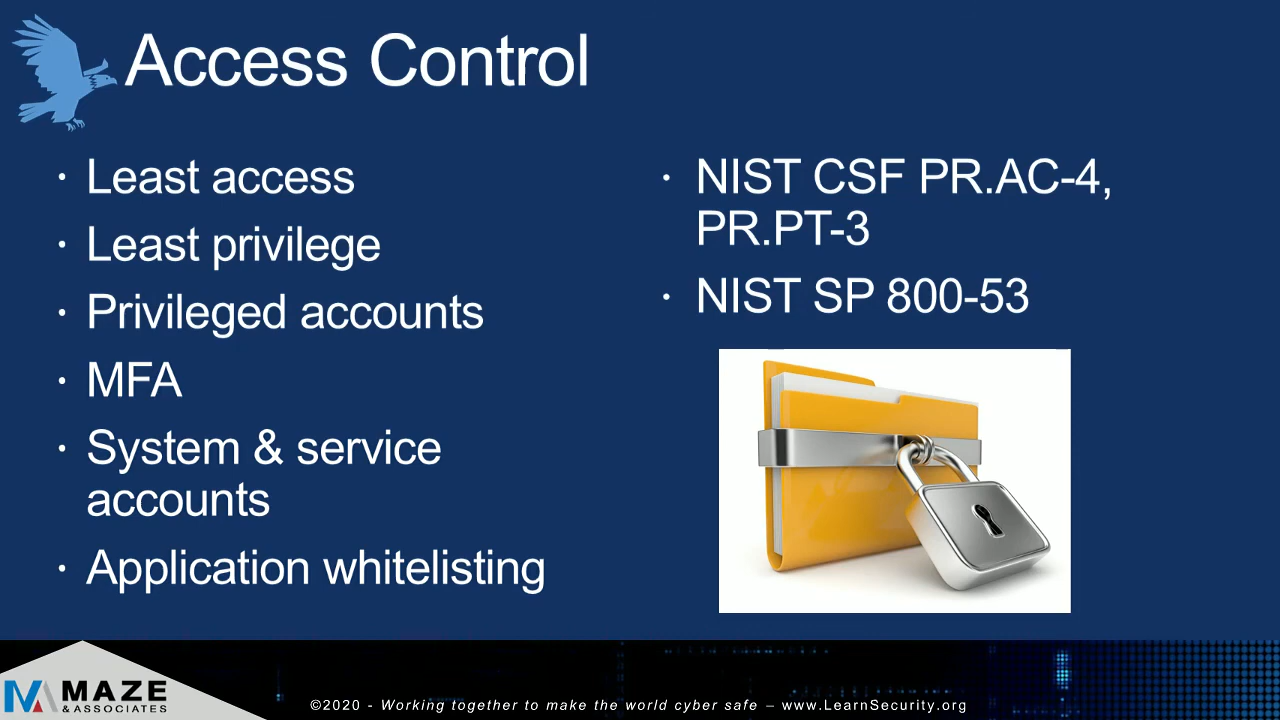 Access Control
· Least access
· Least privilege
· Privileged accounts
· MFA
· System & service
accounts
· Application whitelisting
· NIST CSF PR.AC-4,
PR.PT-3
· NIST SP 800-53
MAZE
& ASSOCIATES
©2020 - Working together to make the world cyber safe – www.LearnSecurity.org